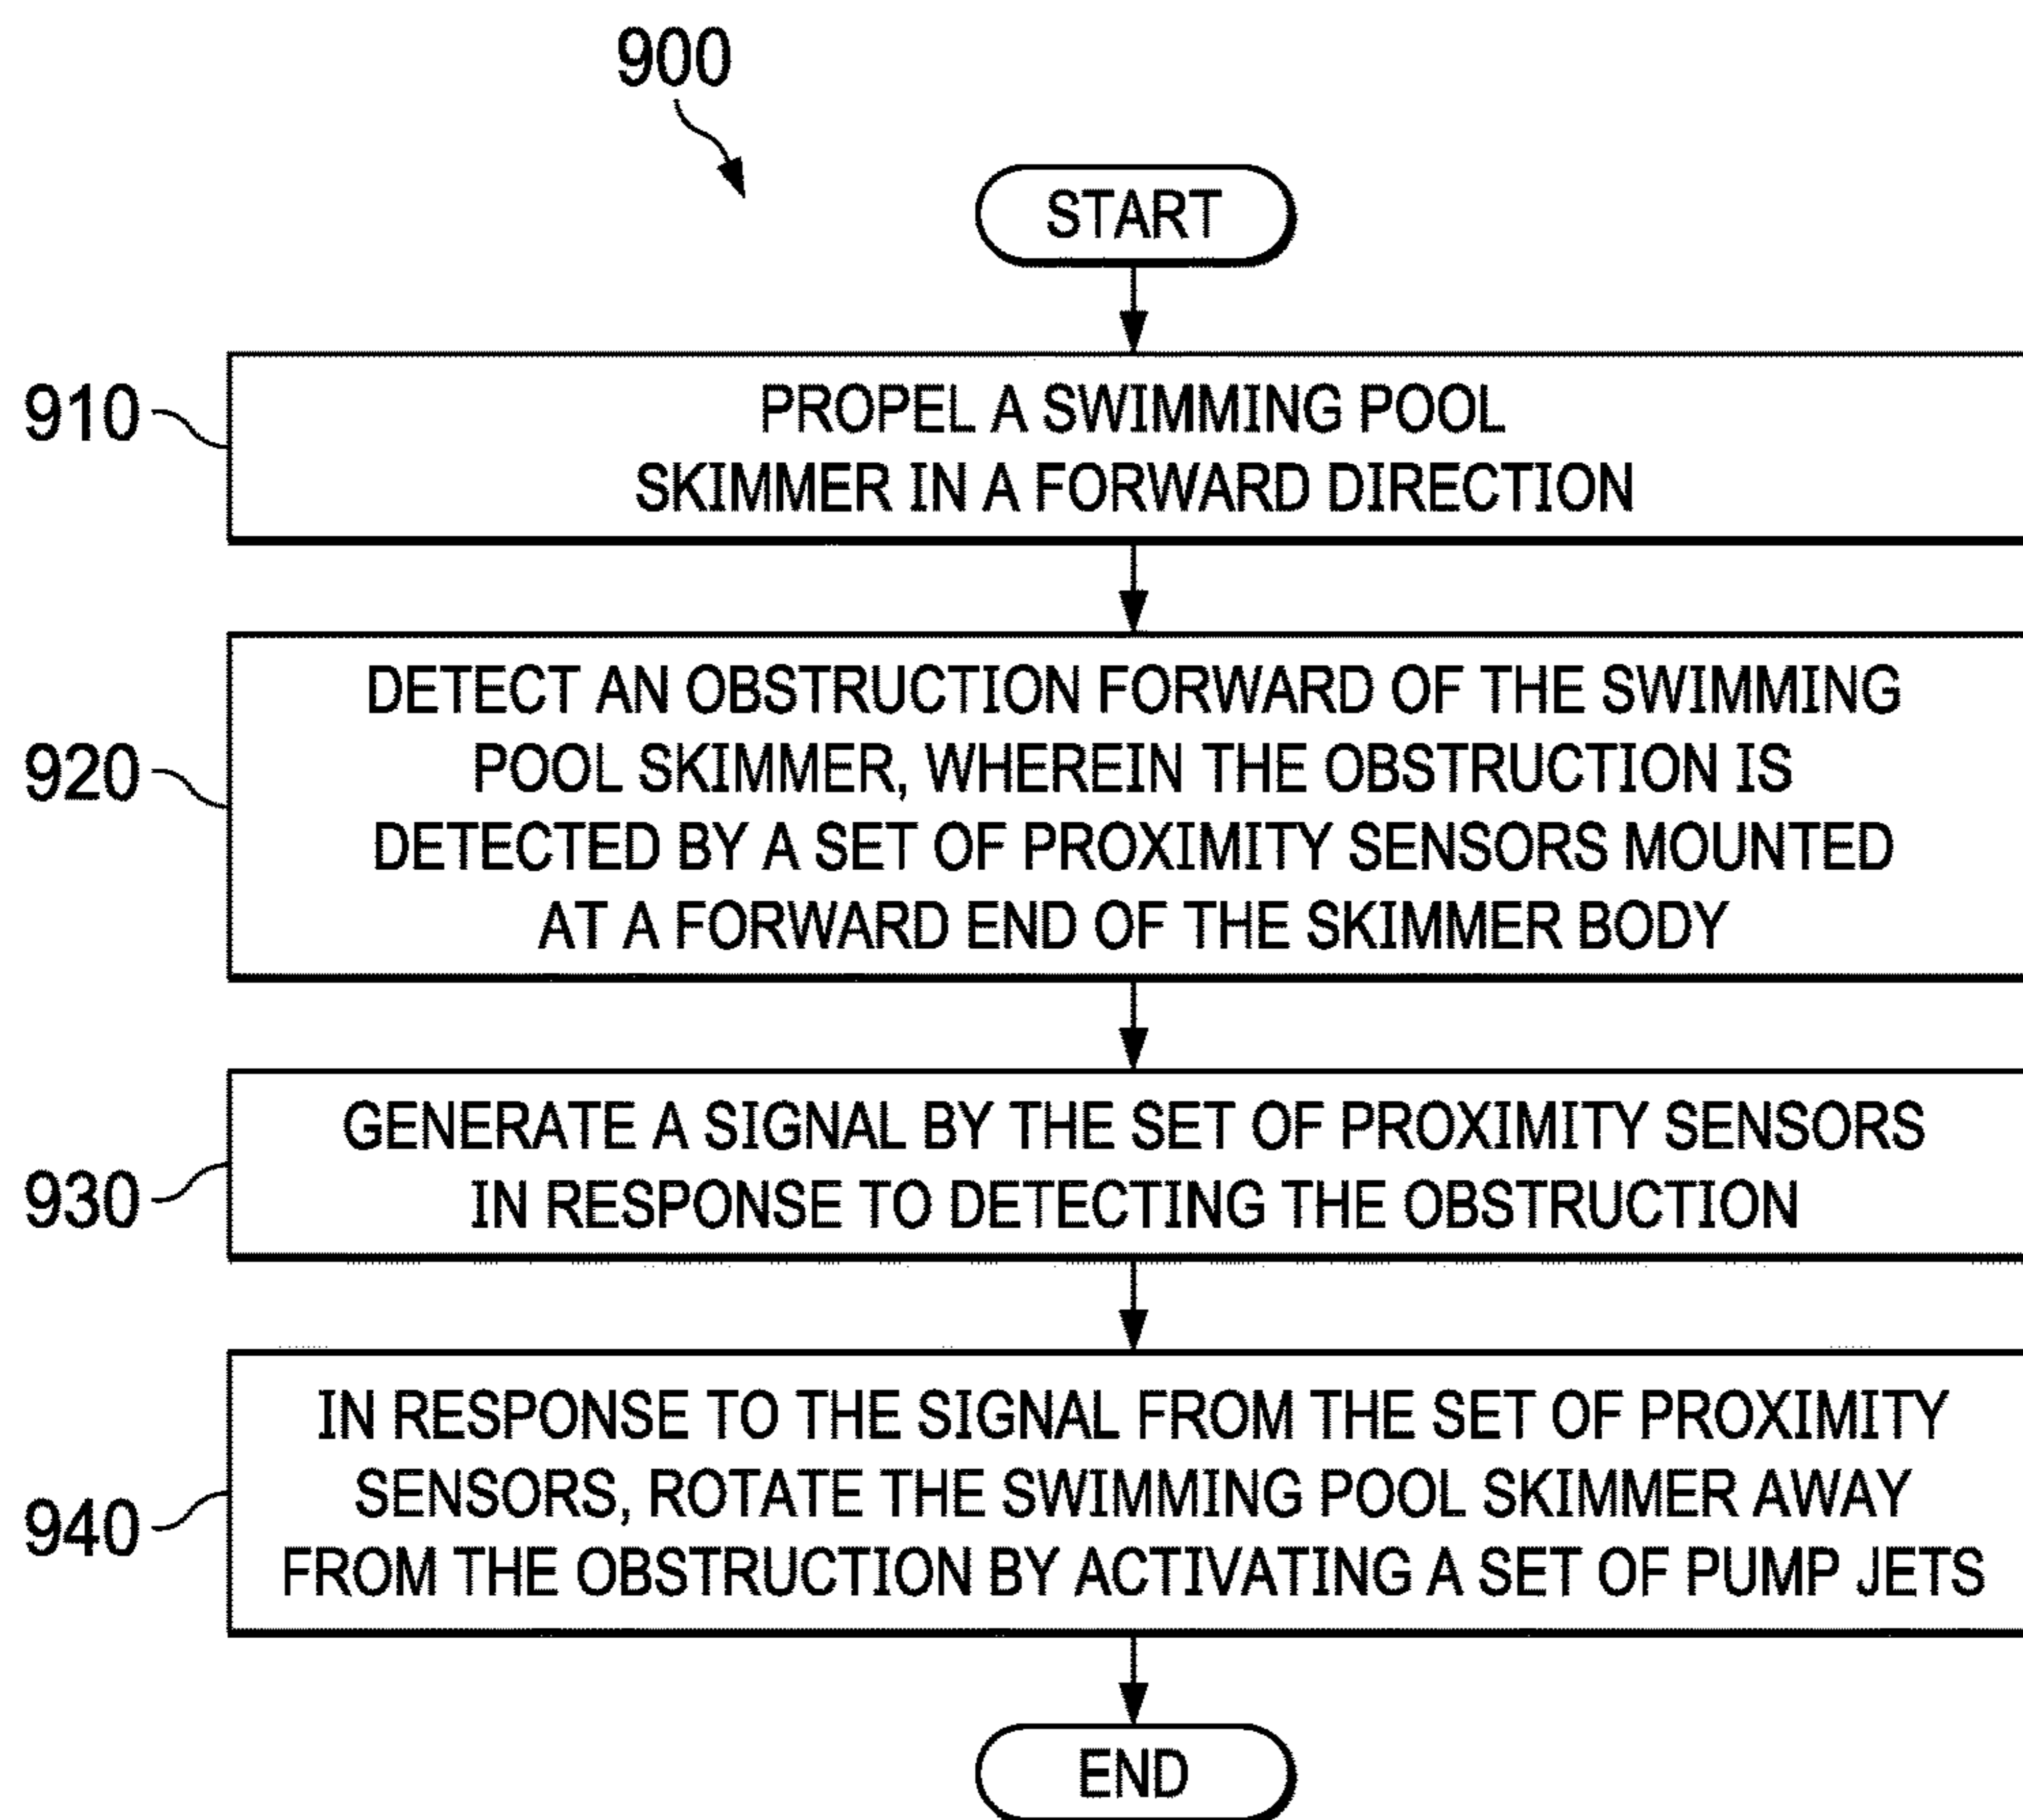 900
START
910
PROPEL A SWIMMING POOL
SKIMMER IN A FORWARD DIRECTION
920
DETECT AN OBSTRUCTION FORWARD OF THE SWIMMING
POOL SKIMMER, WHEREIN THE OBSTRUCTION IS
DETECTED BY A SET OF PROXIMITY SENSORS MOUNTED
AT A FORWARD END OF THE SKIMMER BODY
930
GENERATE A SIGNAL BY THE SET OF PROXIMITY SENSORS
IN RESPONSE TO DETECTING THE OBSTRUCTION
940
IN RESPONSE TO THE SIGNAL FROM THE SET OF PROXIMITY
SENSORS, ROTATE THE SWIMMING POOL SKIMMER AWAY
FROM THE OBSTRUCTION BY ACTIVATING A SET OF PUMP JETS
END